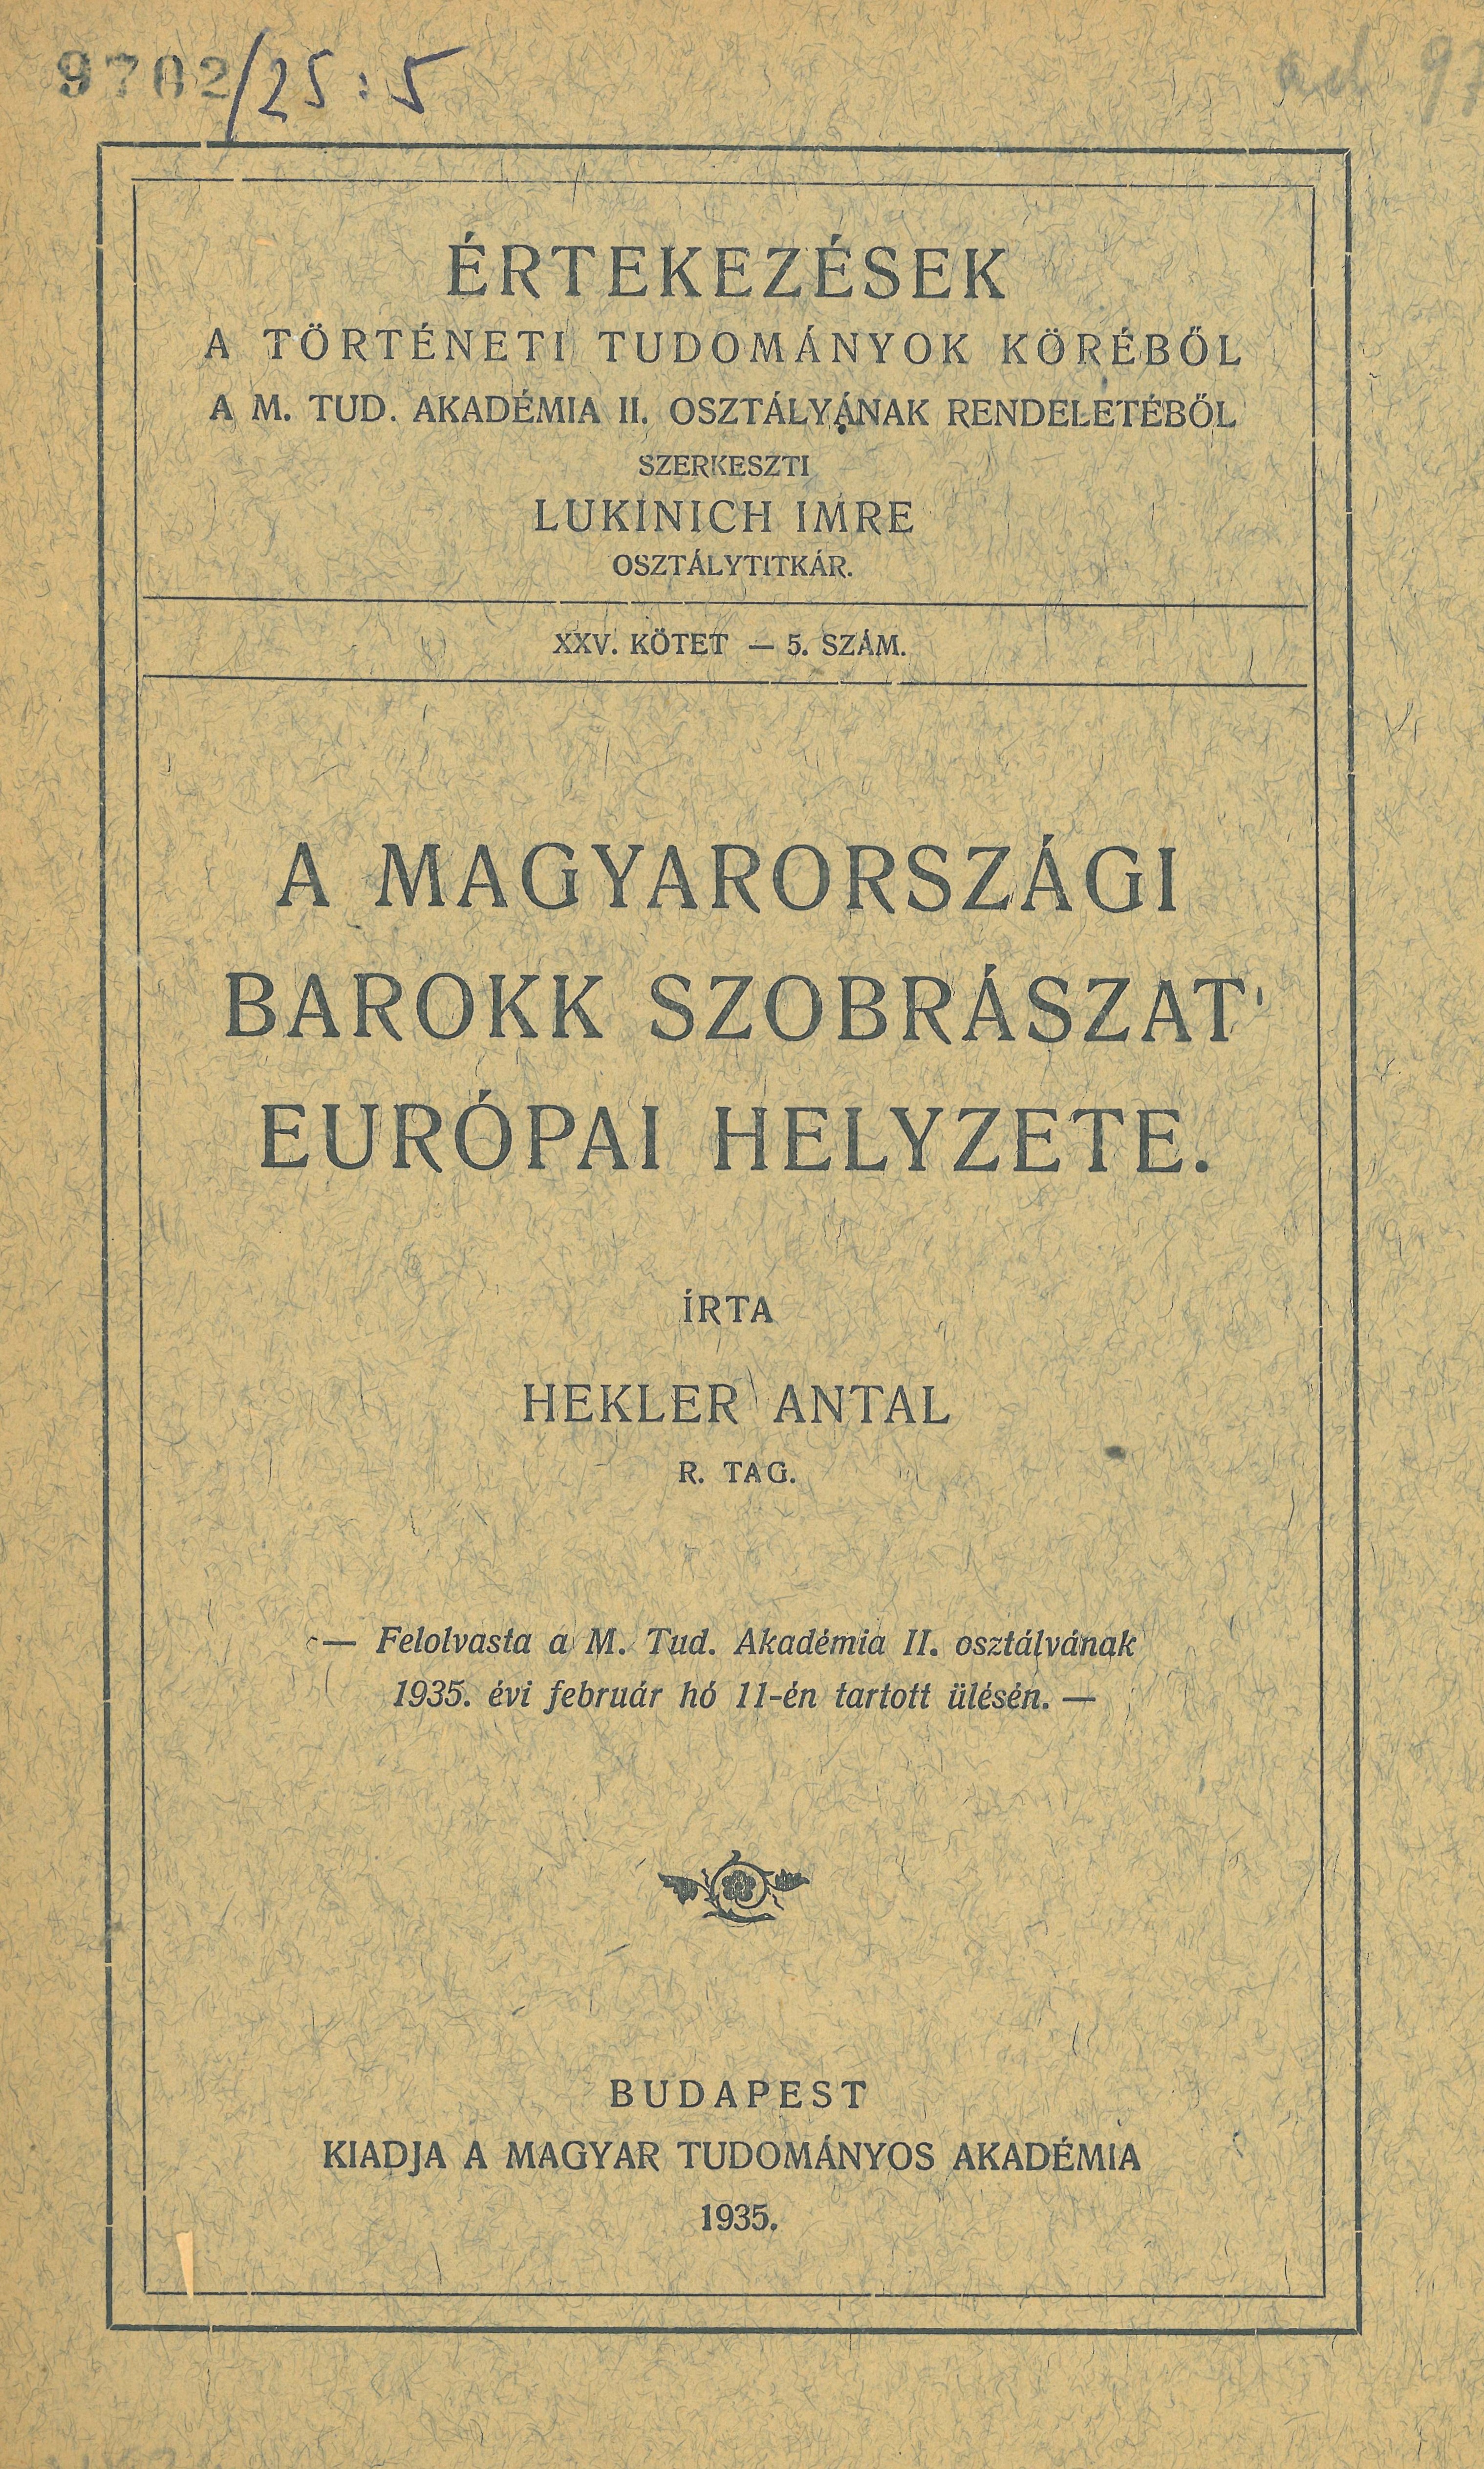 9702/25:5
ÉRTEKEZÉSEK
A TÖRTÉNETI TUDOMÁNYOK KÖRÉBŐL
A M. TUD. AKADÉMIA II. OSZTÁLYÁNAK RENDELETÉBŐL
SZERKESZTI
LUKINICH IMRE
OSZTÁLYTITKÁR.
XXV. KÖTET — 5. SZÁM.
A MAGYARORSZÁGI
BAROKK SZOBRÁSZAT
EURÓPAI HELYZETE.
ÍRTA
HEKLER ANTAL
R. TAG.
— Felolvasta a M. Tud. Akadémia II. osztályának
1935. évi február hó 11-én tartott ülésén. —
BUDAPEST
KIADJA A MAGYAR TUDOMÁNYOS AKADÉMIA
1935.